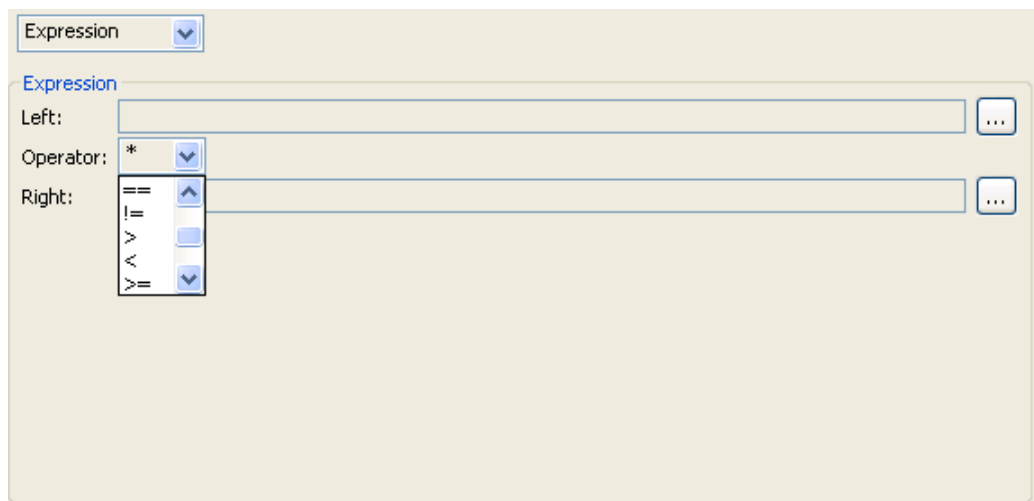 Expression
Expression
Left:
...
Operator: *
==
Right:
...
!=
>
<
>=